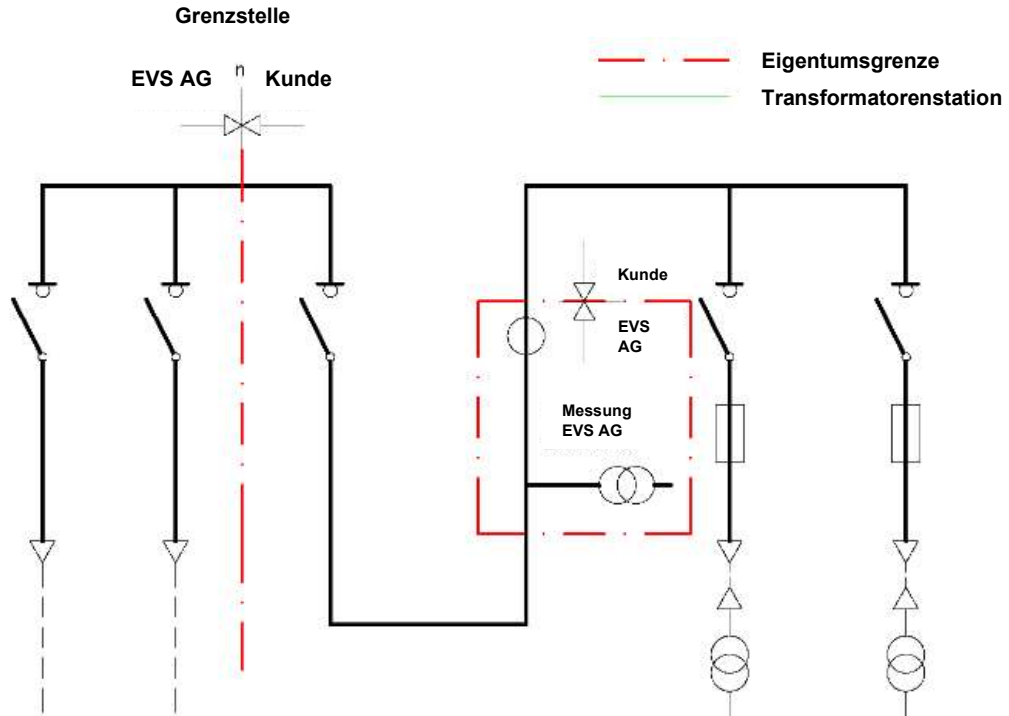 Grenzstelle
EVS AG n Kunde
Eigentumsgrenze
Transformatorenstation
Kunde
EVS
AG
Messung
EVS AG